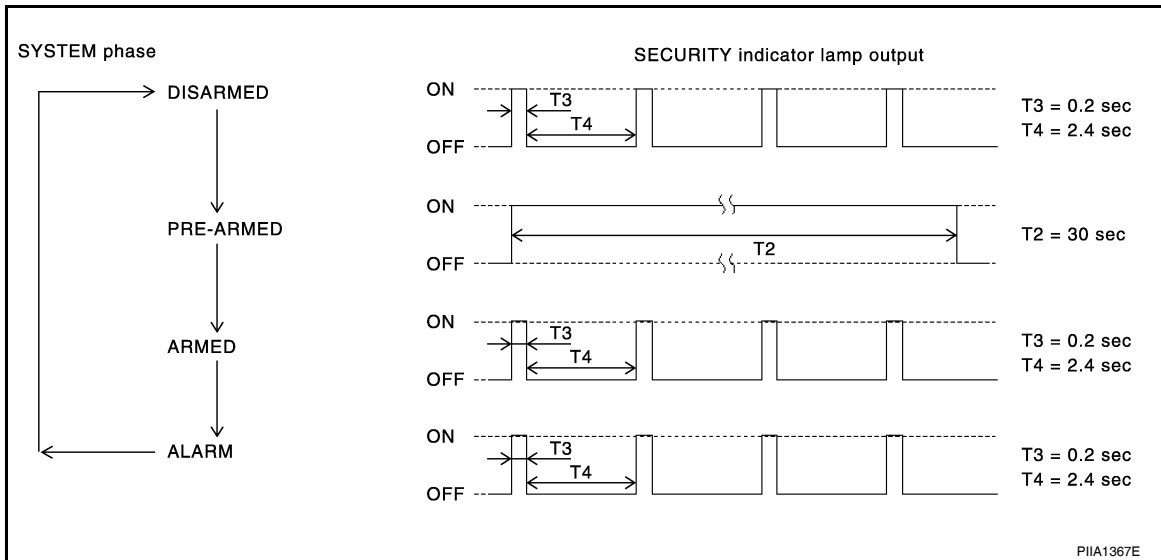 SYSTEM phase
SECURITY indicator lamp output
DISARMED
ON
OFF
T3
T4
T3 = 0.2 sec
T4 = 2.4 sec
PRE-ARMED
ON
OFF
T2
T2 = 30 sec
ARMED
ON
OFF
T3
T4
T3 = 0.2 sec
T4 = 2.4 sec
ALARM
ON
OFF
T3
T4
T3 = 0.2 sec
T4 = 2.4 sec
PIIA1367E